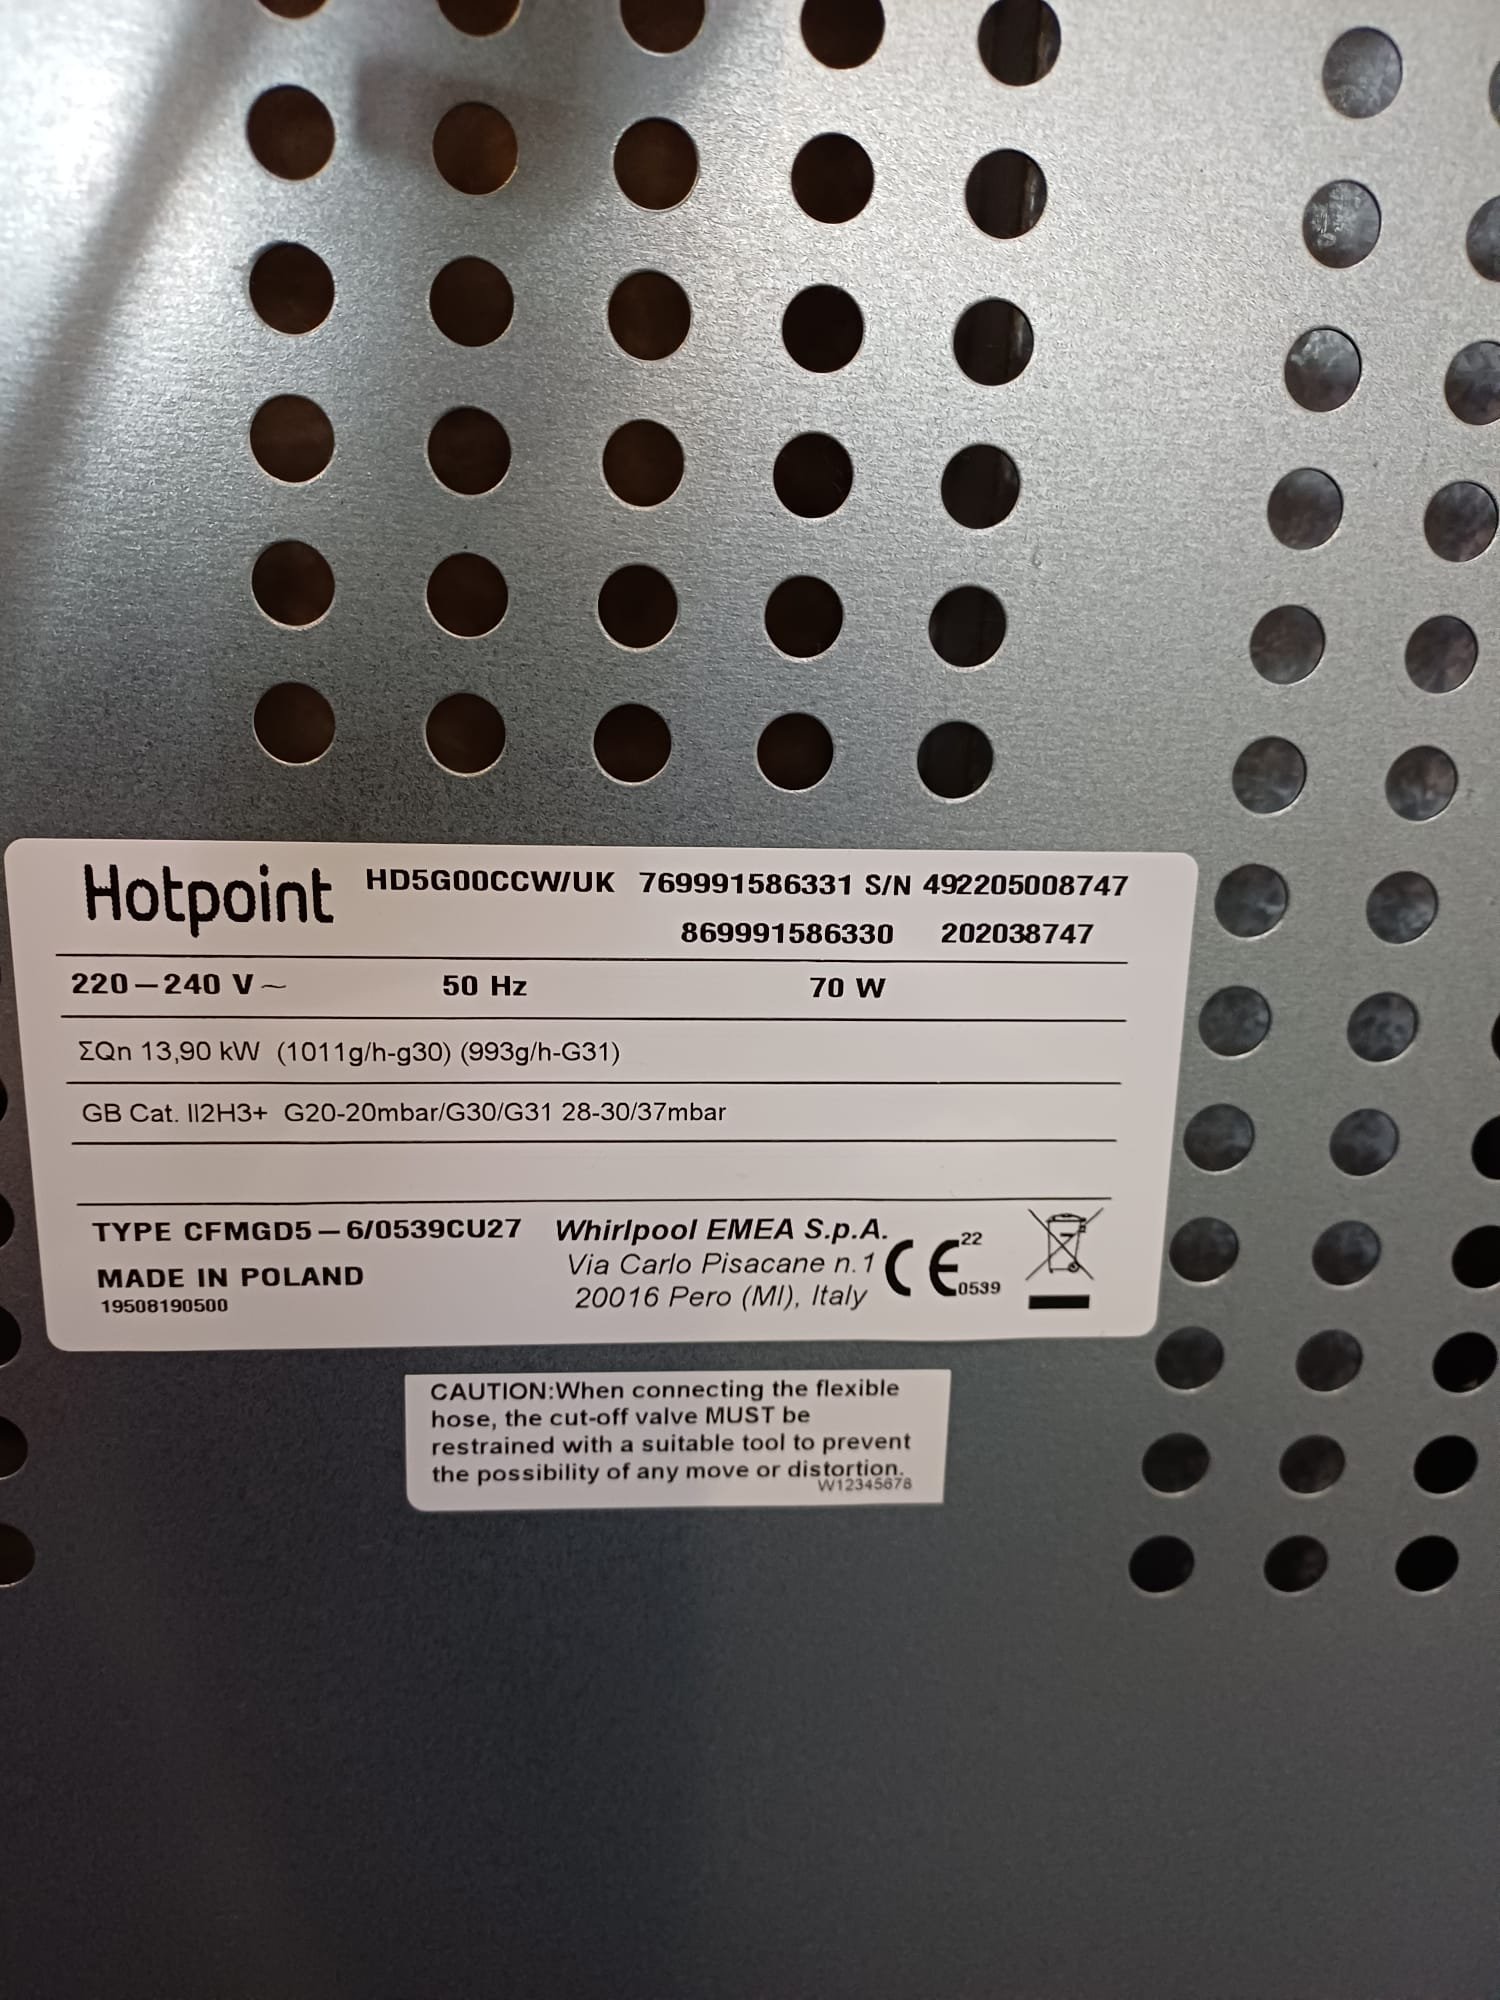 Hotpoint HD5G00CCW/UK 769991586331 S/N 492205008747
869991586330 202038747
220–240 V~ 50 Hz 70 W
ΣQn 13,90 kW (1011g/h-g30) (993g/h-G31)
GB Cat. II2H3+ G20-20mbar/G30/G31 28-30/37mbar
TYPE CFMGD5–6/0539CU27 Whirlpool EMEA S.p.A.
Via Carlo Pisacane n.1
20016 Pero (MI), Italy
MADE IN POLAND
19508190500
CE 22
0539
CAUTION:When connecting the flexible
hose, the cut-off valve MUST be
restrained with a suitable tool to prevent
the possibility of any move or distortion.
W12345678